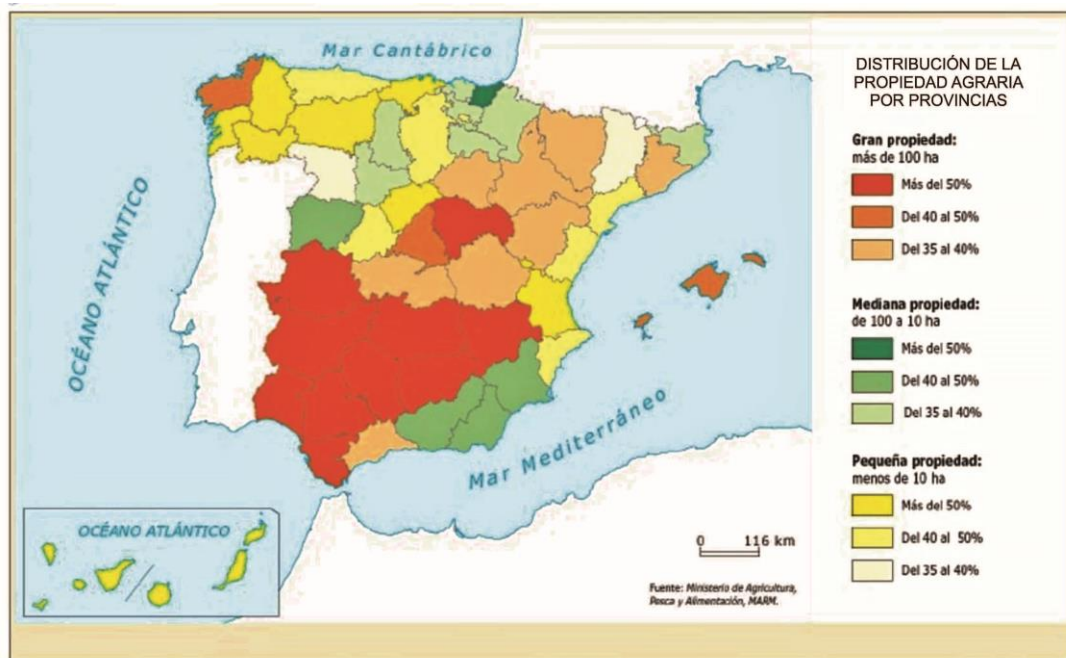 Mar Cantábrico
OCÉANO ATLÁNTICO
Mar Mediterráneo
OCÉANO ATLÁNTICO
0 116 km
Fuente: Ministerio de Agricultura,
Pesca y Alimentación, MARM.
DISTRIBUCIÓN DE LA
PROPIEDAD AGRARIA
POR PROVINCIAS
Gran propiedad:
más de 100 ha
Más del 50%
Del 40 al 50%
Del 35 al 40%
Mediana propiedad:
de 100 a 10 ha
Más del 50%
Del 40 al 50%
Del 35 al 40%
Pequeña propiedad:
menos de 10 ha
Más del 50%
Del 40 al 50%
Del 35 al 40%